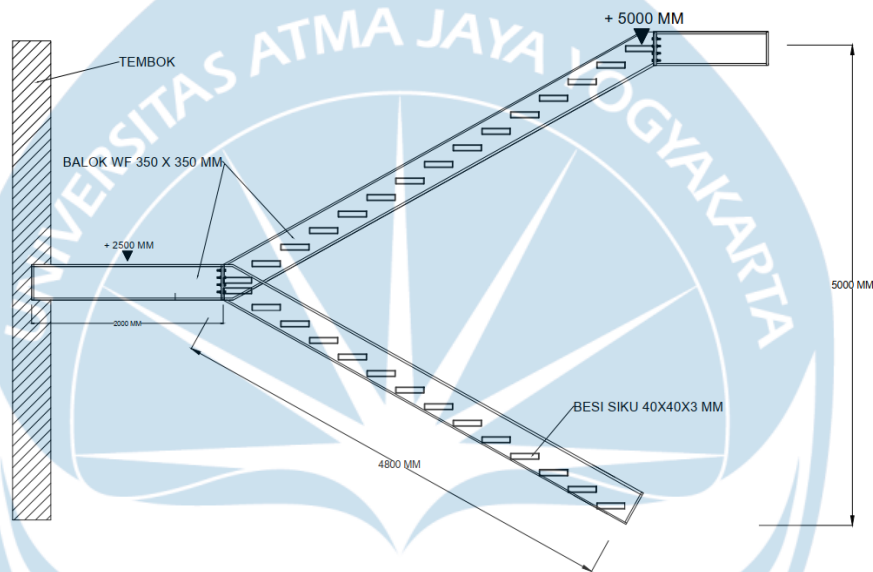 UNIVERSITAS ATMA JAYA YOGYAKARTA
+ 5000 MM
TEMBOK
BALOK WF 350 X 350 MM
+ 2500 MM
2000 MM
5000 MM
BESI SIKU 40X40X3 MM
4800 MM